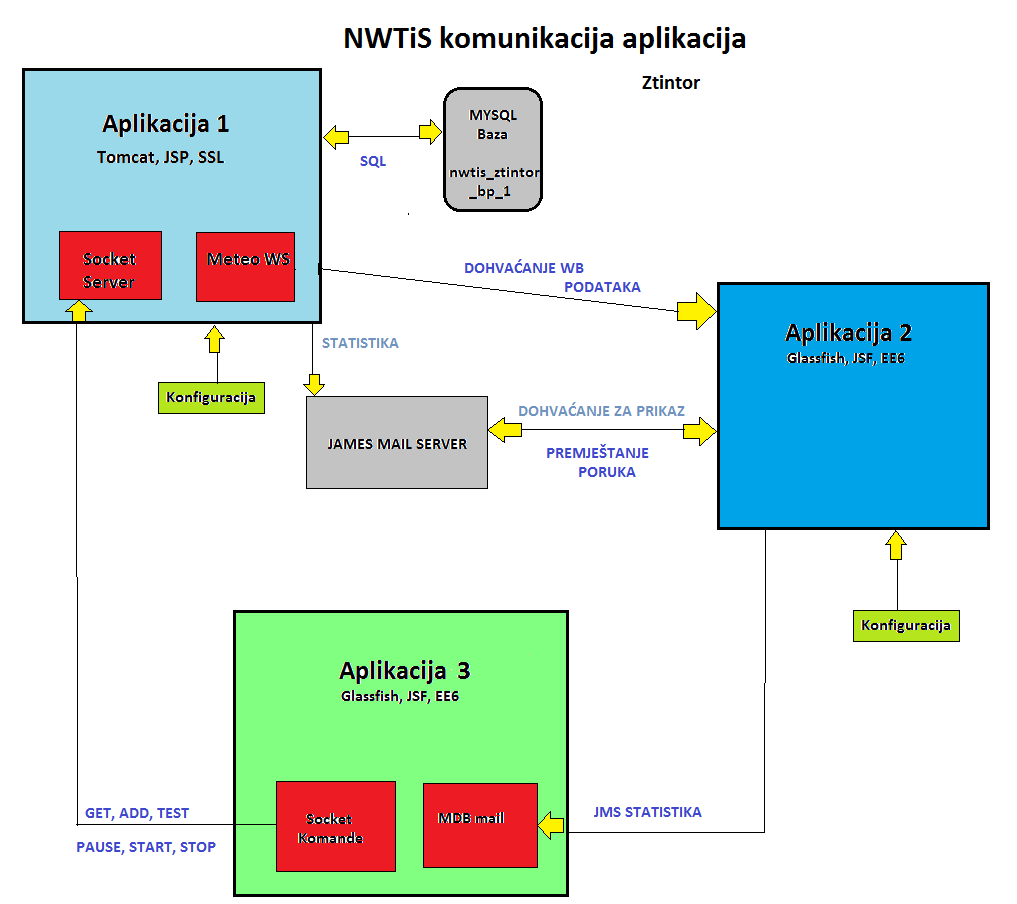 NWTiS komunikacija aplikacija
Ztintor
Aplikacija 1
Tomcat, JSP, SSL
MYSQL
Baza
nwtis_ztintor
_bp_1
SQL
Socket
Server
Meteo WS
DOHVAĆANJE WB
PODATAKA
Aplikacija 2
Glassfish, JSF, EE6
STATISTIKA
Konfiguracija
JAMES MAIL SERVER
DOHVAĆANJE ZA PRIKAZ
PREMJEŠTANJE
PORUKA
Konfiguracija
Aplikacija 3
Glassfish, JSF, EE6
GET, ADD, TEST
PAUSE, START, STOP
Socket
Komande
MDB mail
JMS STATISTIKA